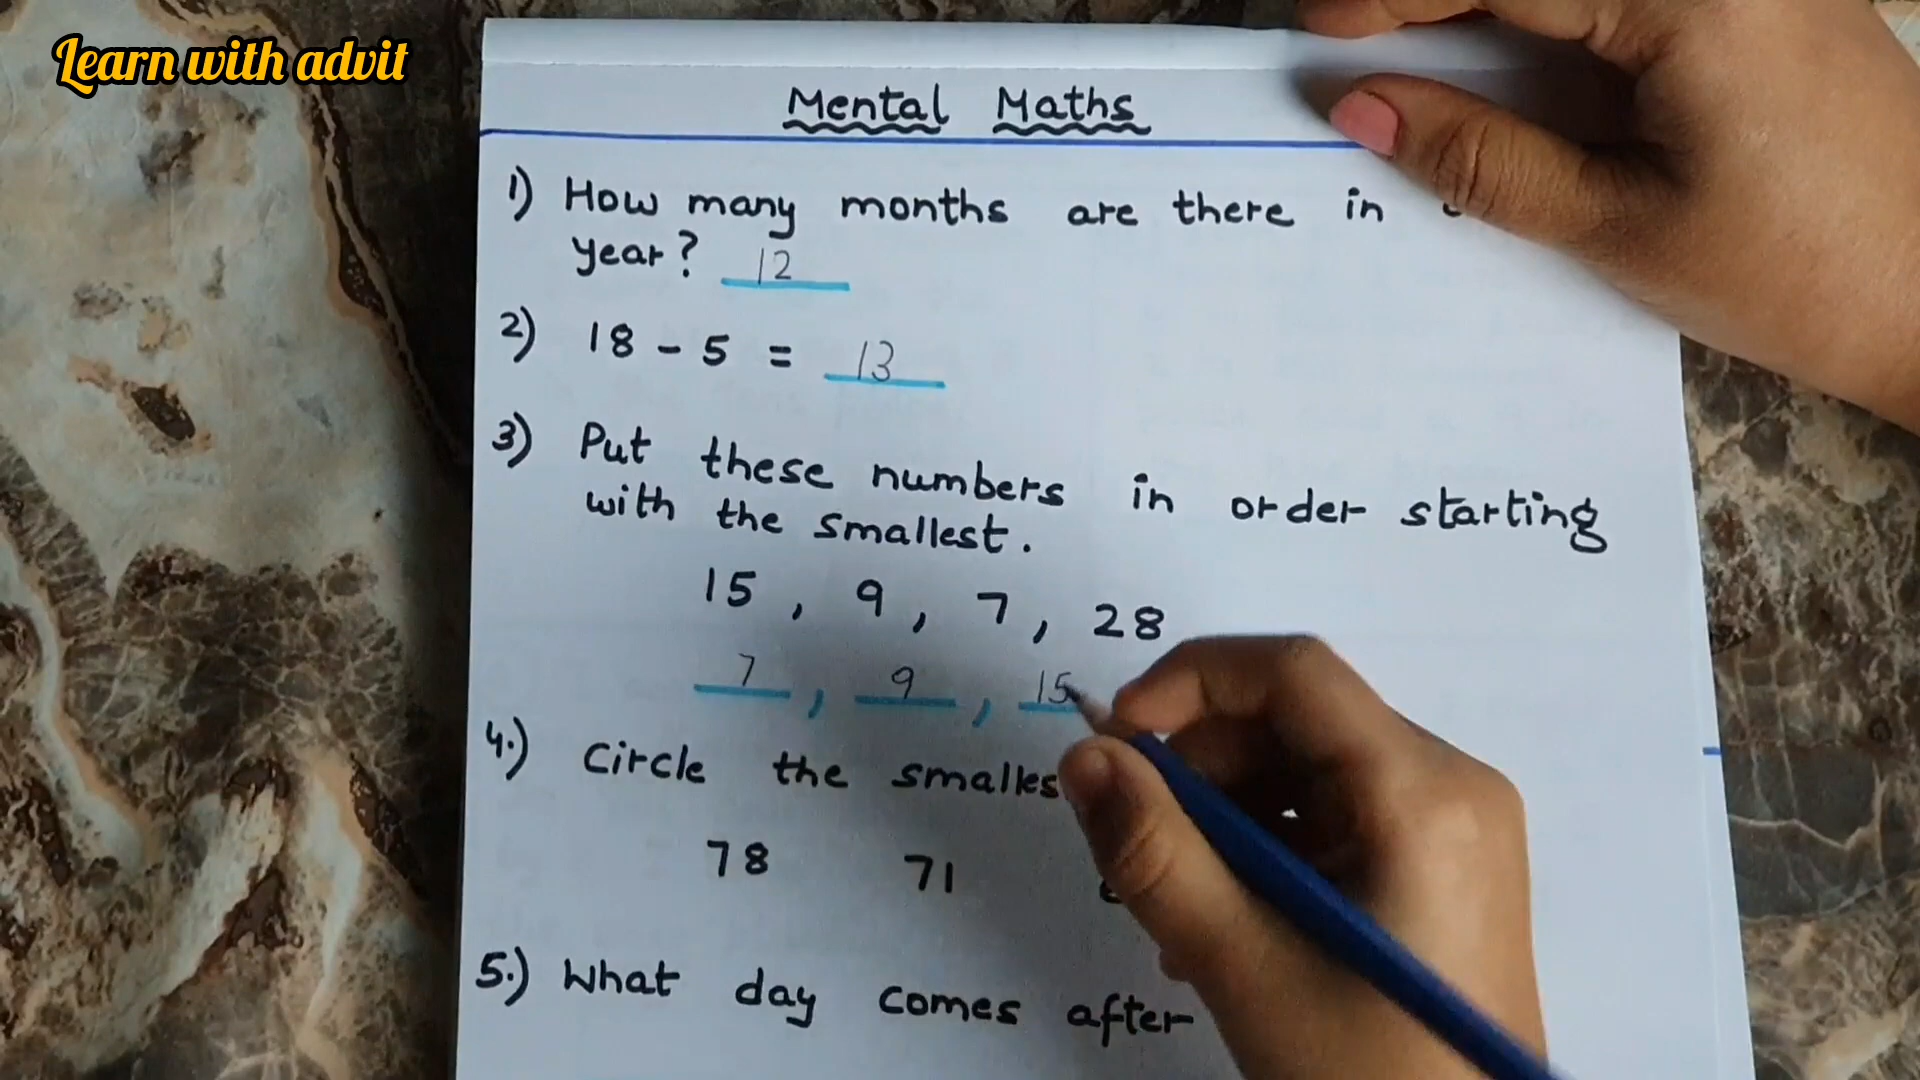 Learn with advit
Mental Maths
1) How many months are there in
year? 12
2) 18 - 5 = 13
3) Put these numbers in order starting
with the smallest.
15 , 9 , 7 , 28
7 , 9 , 15
4.) Circle the
78 71
5.) What day comes after